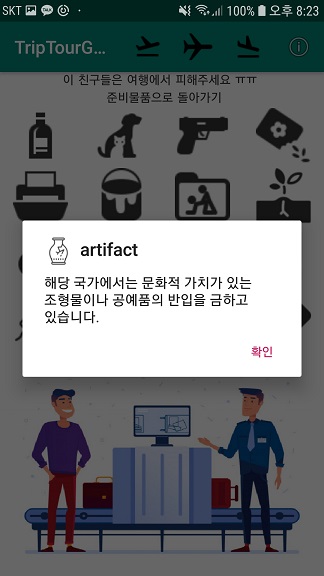 SKT 100% 오후 8:23
TripTourG...
이 친구들은 여행에서 피해주세요 ㅠㅠ
준비물품으로 돌아가기
artifact
해당 국가에서는 문화적 가치가 있는
조형물이나 공예품의 반입을 금하고
있습니다.
확인